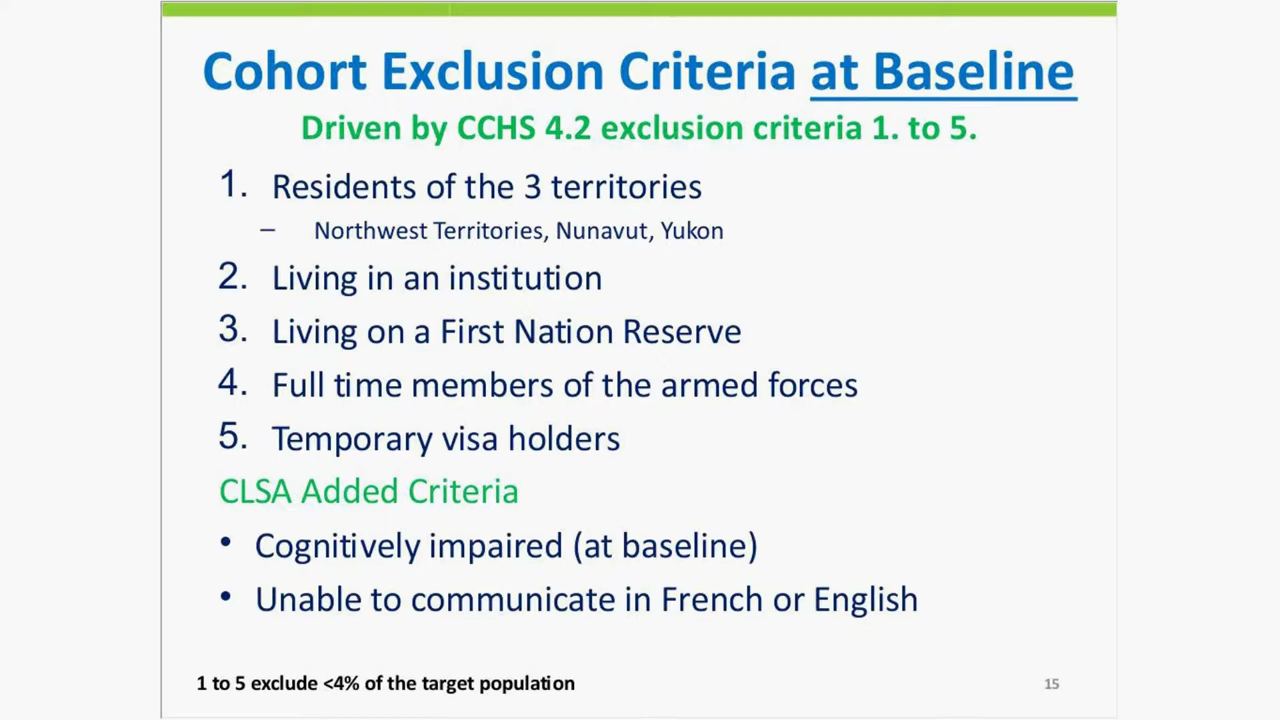 Cohort Exclusion Criteria at Baseline
Driven by CCHS 4.2 exclusion criteria 1. to 5.
1. Residents of the 3 territories
– Northwest Territories, Nunavut, Yukon
2. Living in an institution
3. Living on a First Nation Reserve
4. Full time members of the armed forces
5. Temporary visa holders
CLSA Added Criteria
• Cognitively impaired (at baseline)
• Unable to communicate in French or English
1 to 5 exclude <4% of the target population
15